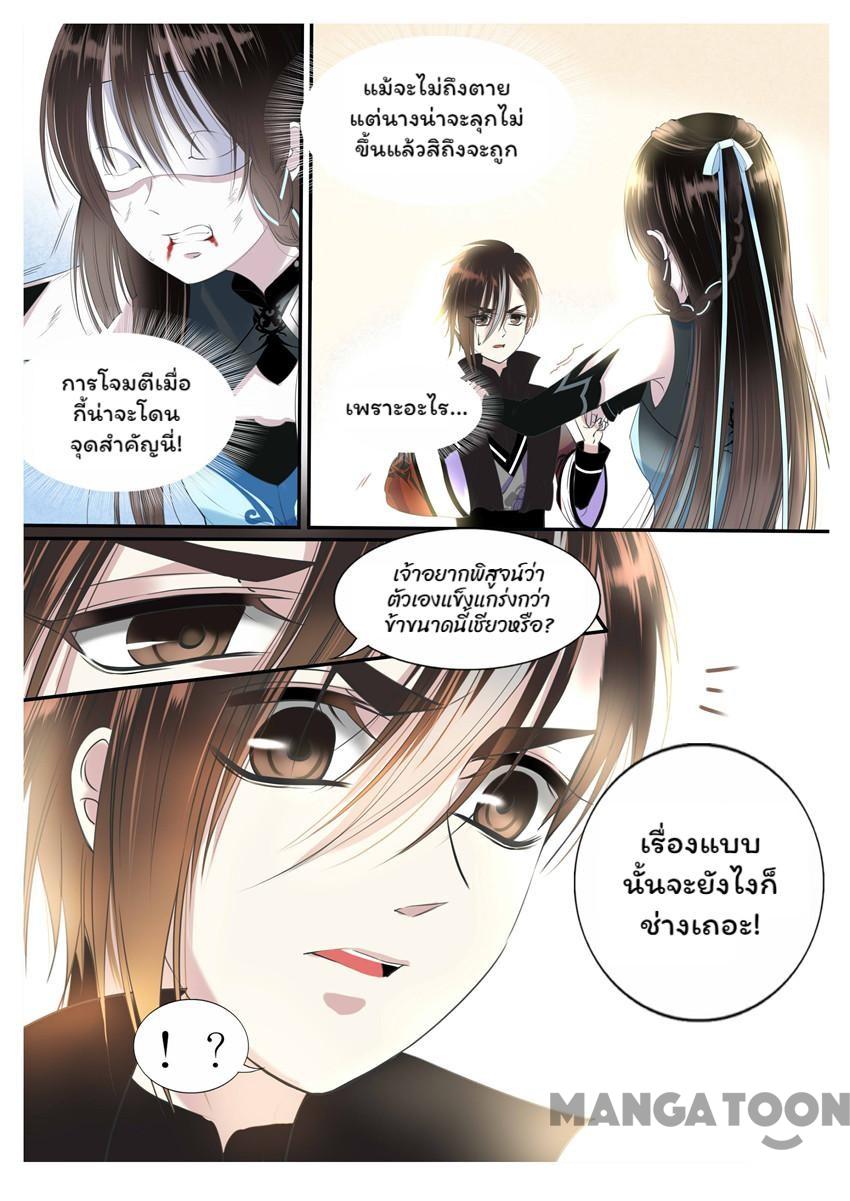 การโจมตีเมื่อ
กี้น่าจะโดน
จุดสำคัญนี่!
แม้จะไม่ถึงตาย
แต่นางน่าจะลุกไม่
ขึ้นแล้วสิถึงจะถูก
เพราะอะไร...
เจ้าอยากพิสูจน์ว่า
ตัวเองแข็งแกร่งกว่า
ข้าขนาดนี้เชียวหรือ?
เรื่องแบบ
นั้นจะยังไงก็
ช่างเถอะ!
! ?
MANGATOON